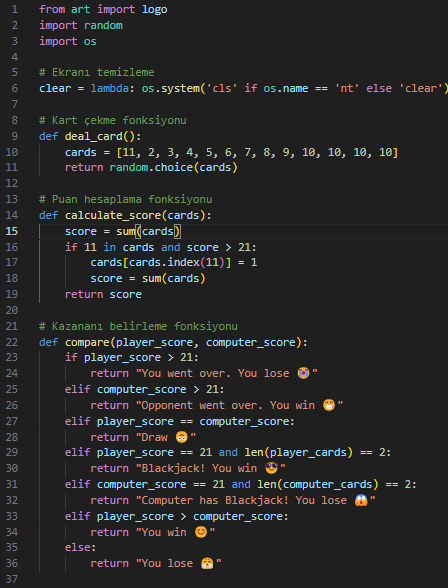 1 from art import logo
2 import random
3 import os
4
5 # Ekranı temizleme
6 clear = lambda: os.system('cls' if os.name == 'nt' else 'clear')
7
8 # Kart çekme fonksiyonu
9 def deal_card():
10     cards = [11, 2, 3, 4, 5, 6, 7, 8, 9, 10, 10, 10, 10]
11     return random.choice(cards)
12
13 # Puan hesaplama fonksiyonu
14 def calculate_score(cards):
15     score = sum(cards)
16     if 11 in cards and score > 21:
17         cards[cards.index(11)] = 1
18         score = sum(cards)
19     return score
20
21 # Kazananı belirleme fonksiyonu
22 def compare(player_score, computer_score):
23     if player_score > 21:
24         return "You went over. You lose 😭"
25     elif computer_score > 21:
26         return "Opponent went over. You win 😁"
27     elif player_score == computer_score:
28         return "Draw 😁"
29     elif player_score == 21 and len(player_cards) == 2:
30         return "Blackjack! You win 😎"
31     elif computer_score == 21 and len(computer_cards) == 2:
32         return "Computer has Blackjack! You lose 😱"
33     elif player_score > computer_score:
34         return "You win 😊"
35     else:
36         return "You lose 😤"
37